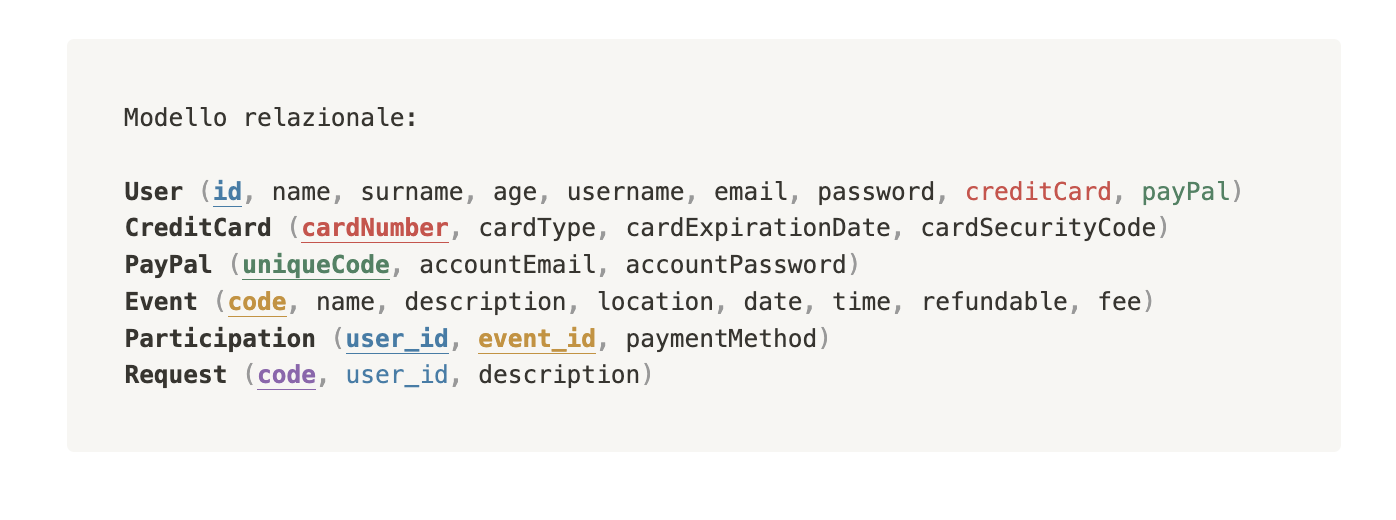 Modello relazionale:
User (id, name, surname, age, username, email, password, creditCard, payPal)
CreditCard (cardNumber, cardType, cardExpirationDate, cardSecurityCode)
PayPal (uniqueCode, accountEmail, accountPassword)
Event (code, name, description, location, date, time, refundable, fee)
Participation (user_id, event_id, paymentMethod)
Request (code, user_id, description)